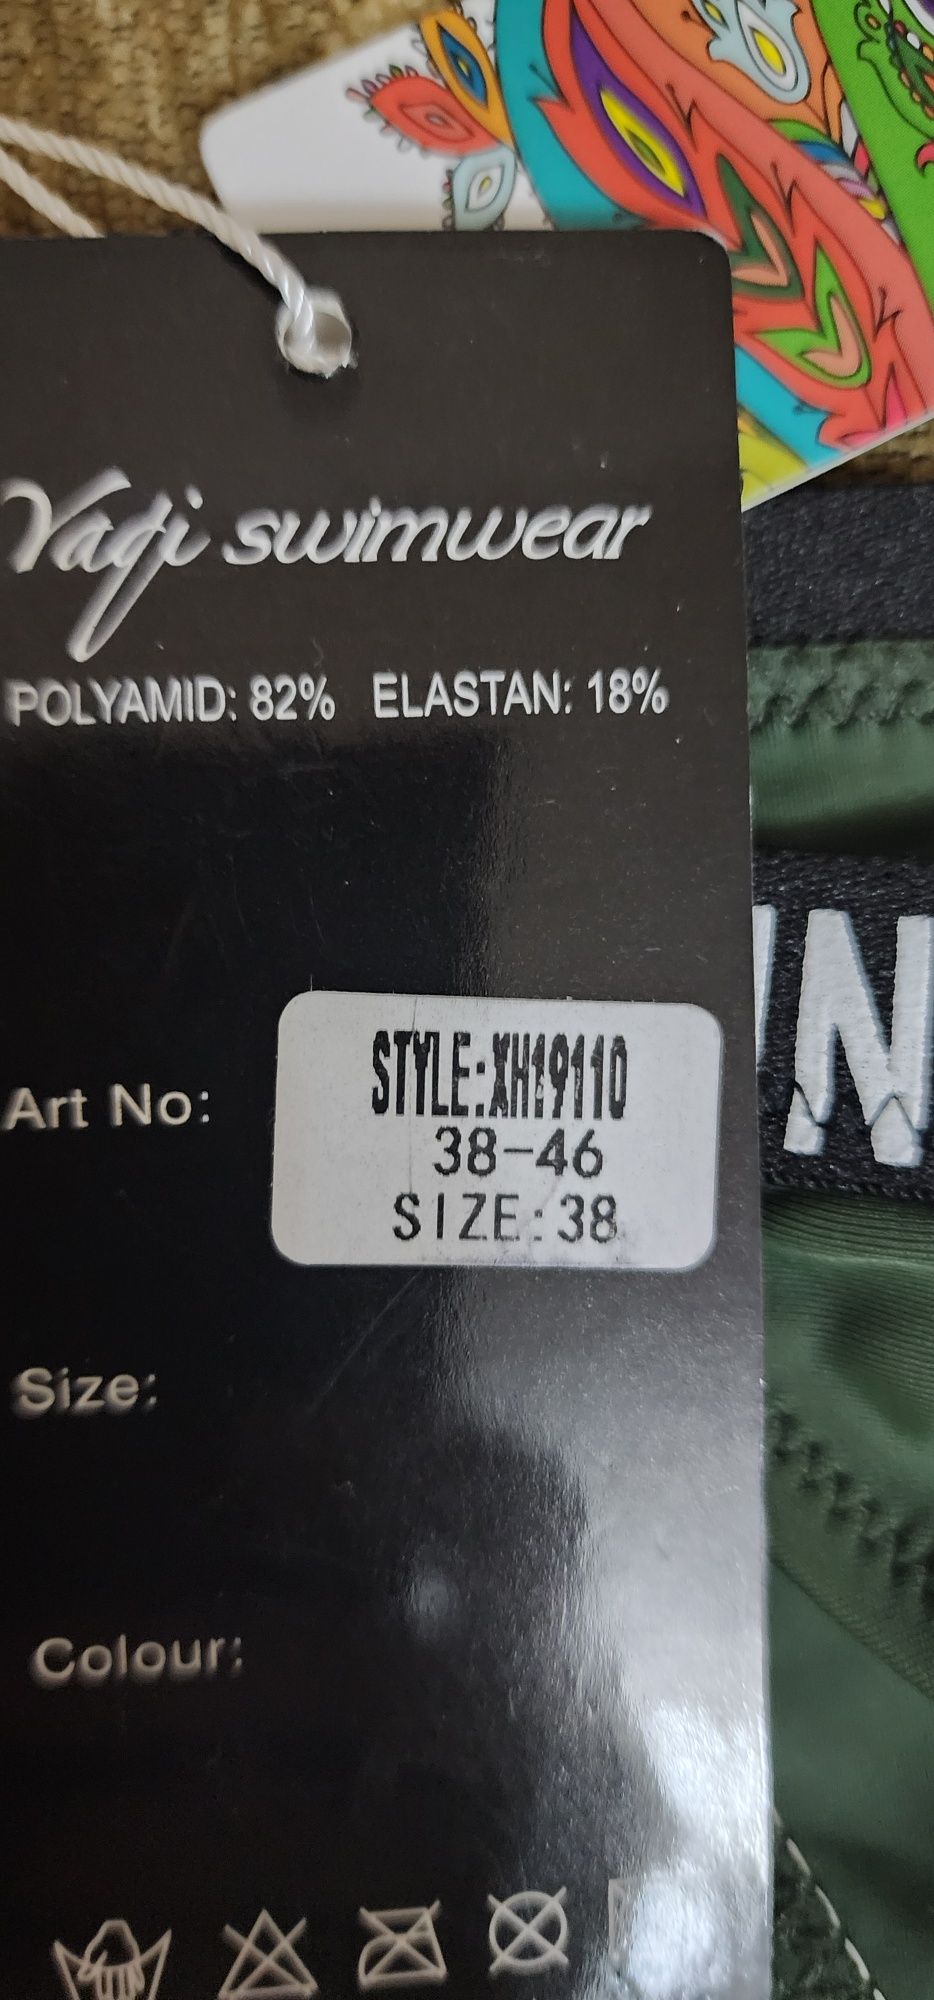 Yaqi swimwear
POLYAMID: 82% ELASTAN: 18%
Art No:
STYLE:XH19110
38-46
SIZE:38
Size:
Colour:
N